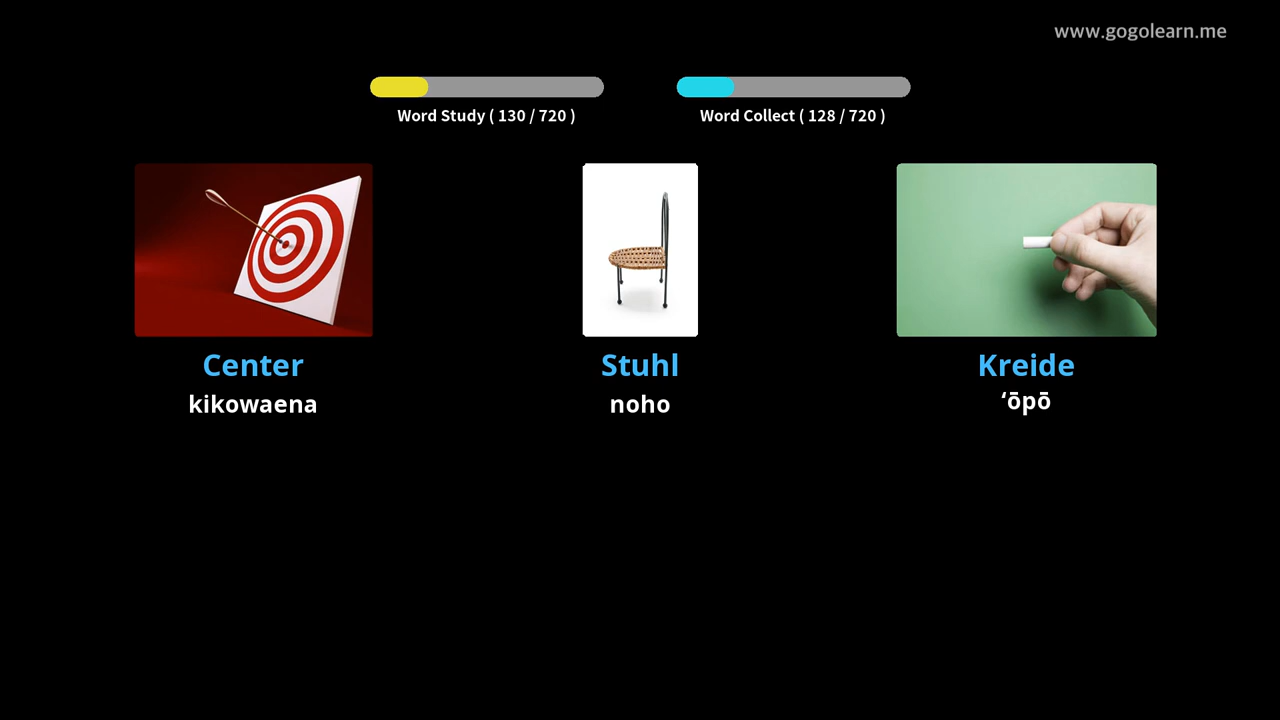 www.gogolearn.me
Word Study ( 130 / 720 )
Word Collect ( 128 / 720 )
Center
Stuhl
Kreide
kikowaena
noho
ʻōpō